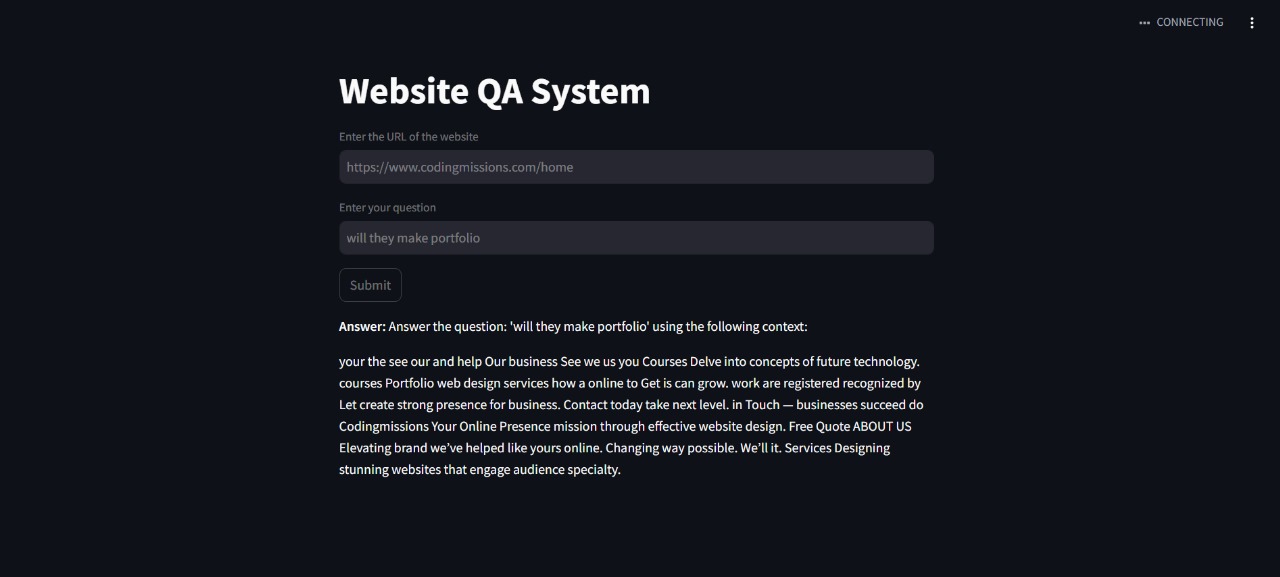 ••• CONNECTING
Website QA System
Enter the URL of the website
https://www.codingmissions.com/home
Enter your question
will they make portfolio
Submit
Answer: Answer the question: 'will they make portfolio' using the following context:
your the see our and help Our business See we us you Courses Delve into concepts of future technology.
courses Portfolio web design services how a online to Get is can grow. work are registered recognized by
Let create strong presence for business. Contact today take next level. in Touch — businesses succeed do
Codingmissions Your Online Presence mission through effective website design. Free Quote ABOUT US
Elevating brand we’ve helped like yours online. Changing way possible. We’ll it. Services Designing
stunning websites that engage audience specialty.